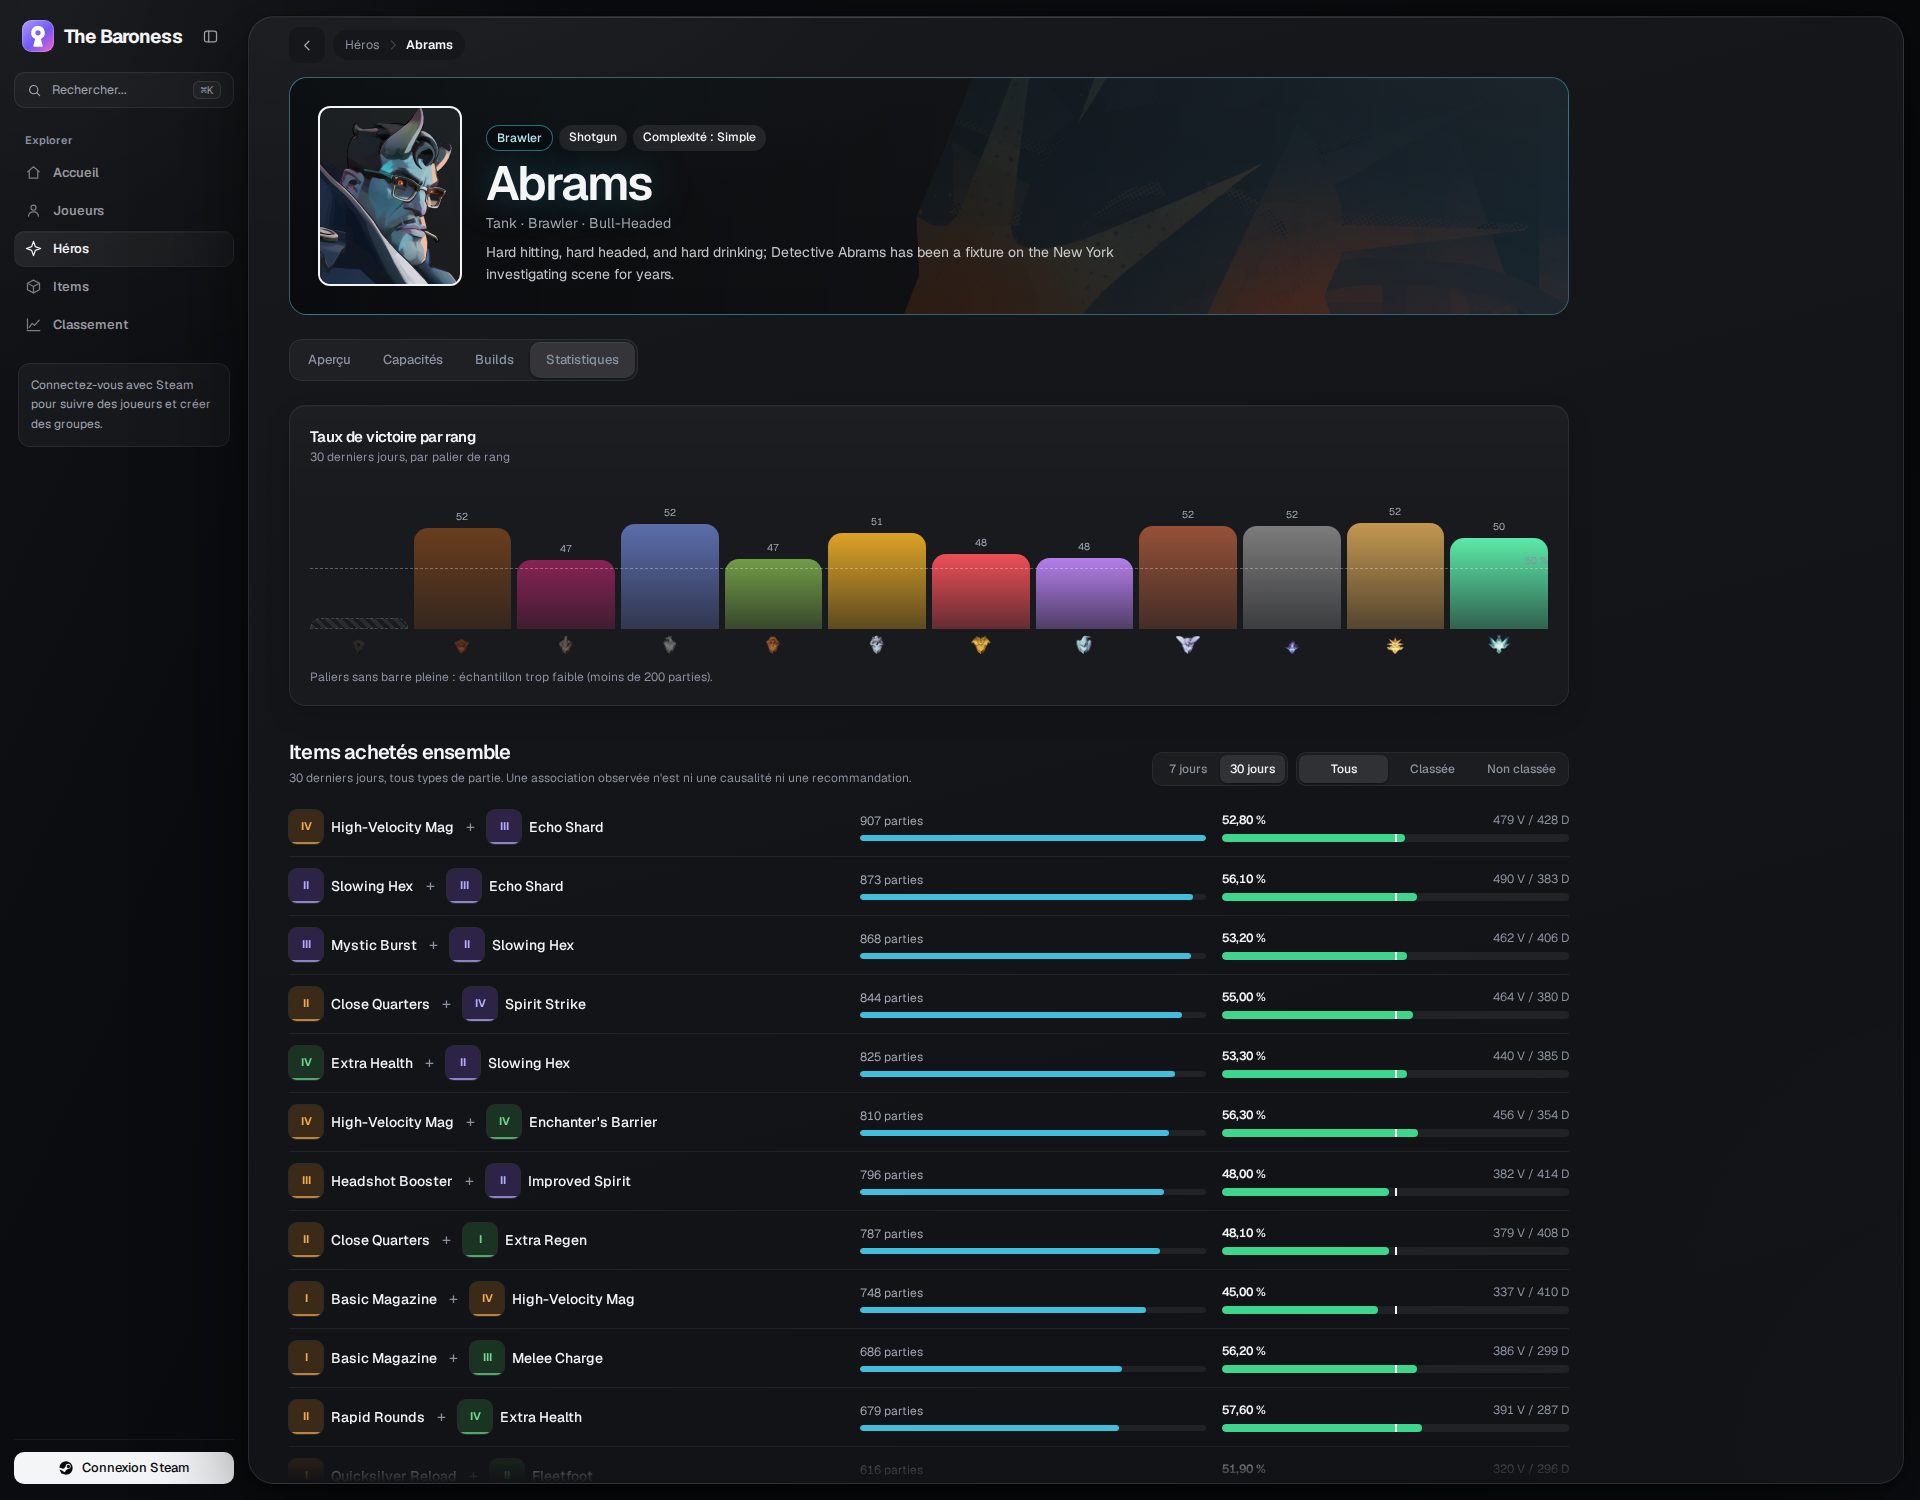 The Baroness
Rechercher...
⌘K
Explorer
Accueil
Joueurs
Héros
Items
Classement
Connectez-vous avec Steam
pour suivre des joueurs et créer
des groupes.
Connexion Steam
Héros
Abrams
Brawler
Shotgun
Complexité : Simple
Abrams
Tank · Brawler · Bull-Headed
Hard hitting, hard headed, and hard drinking; Detective Abrams has been a fixture on the New York
investigating scene for years.
Aperçu
Capacités
Builds
Statistiques
Taux de victoire par rang
30 derniers jours, par palier de rang
52
47
52
47
51
48
48
52
52
52
50
Paliers sans barre pleine : échantillon trop faible (moins de 200 parties).
Items achetés ensemble
30 derniers jours, tous types de partie. Une association observée n'est ni une causalité ni une recommandation.
7 jours
30 jours
Tous
Classée
Non classée
IV High-Velocity Mag + III Echo Shard 907 parties 52,80 % 479 V / 428 D
II Slowing Hex + III Echo Shard 873 parties 56,10 % 490 V / 383 D
III Mystic Burst + II Slowing Hex 868 parties 53,20 % 462 V / 406 D
II Close Quarters + IV Spirit Strike 844 parties 55,00 % 464 V / 380 D
IV Extra Health + II Slowing Hex 825 parties 53,30 % 440 V / 385 D
IV High-Velocity Mag + IV Enchanter's Barrier 810 parties 56,30 % 456 V / 354 D
III Headshot Booster + II Improved Spirit 796 parties 48,00 % 382 V / 414 D
II Close Quarters + I Extra Regen 787 parties 48,10 % 379 V / 408 D
I Basic Magazine + IV High-Velocity Mag 748 parties 45,00 % 337 V / 410 D
I Basic Magazine + III Melee Charge 686 parties 56,20 % 386 V / 299 D
II Rapid Rounds + IV Extra Health 679 parties 57,60 % 391 V / 287 D
I Quicksilver Reload + II Fleetfoot 616 parties 51,90 % 320 V / 296 D